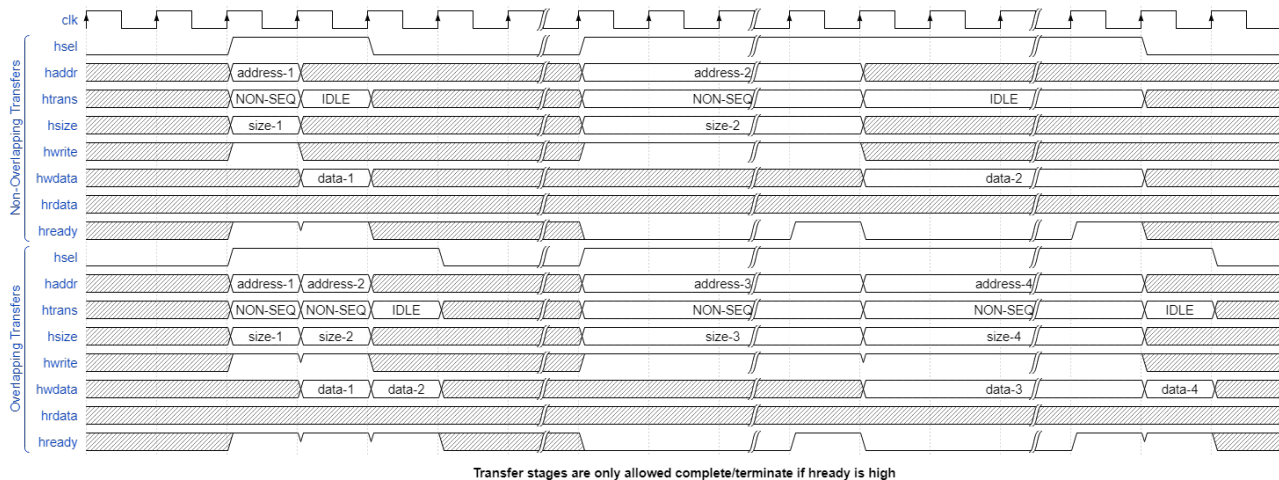 clk
Non-Overlapping Transfers
hsel
haddr address-1 address-2
htrans NON-SEQ IDLE NON-SEQ IDLE
hsize size-1 size-2
hwrite
hwdata data-1 data-2
hrdata
hready
Overlapping Transfers
hsel
haddr address-1 address-2 address-3 address-4
htrans NON-SEQ NON-SEQ IDLE NON-SEQ NON-SEQ IDLE
hsize size-1 size-2 size-3 size-4
hwrite
hwdata data-1 data-2 data-3 data-4
hrdata
hready
Transfer stages are only allowed complete/terminate if hready is high